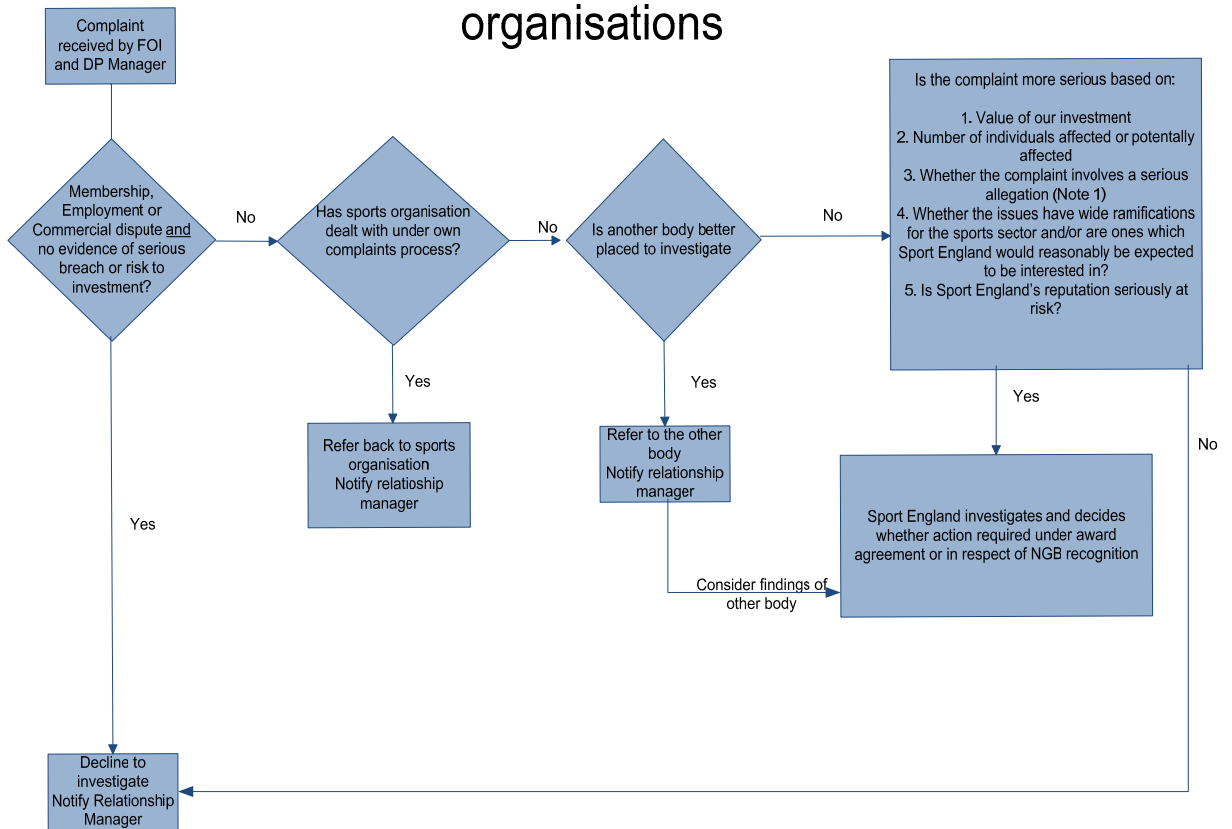 organisations
Complaint
received by FOI
and DP Manager
Membership,
Employment or
Commercial dispute and
no evidence of serious
breach or risk to
investment?
No
Has sports organisation
dealt with under own
complaints process?
No
Is another body better
placed to investigate
No
Is the complaint more serious based on:
1. Value of our investment
2. Number of individuals affected or potentially
affected
3. Whether the complaint involves a serious
allegation (Note 1)
4. Whether the issues have wide ramifications
for the sports sector and/or are ones which
Sport England would reasonably be expected
to be interested in?
5. Is Sport England's reputation seriously at
risk?
Yes
Yes
Yes
No
Refer back to sports
organisation
Notify relatioship
manager
Refer to the other
body
Notify relationship
manager
Yes
Sport England investigates and decides
whether action required under award
agreement or in respect of NGB recognition
Consider findings of
other body
Decline to
investigate
Notify Relationship
Manager